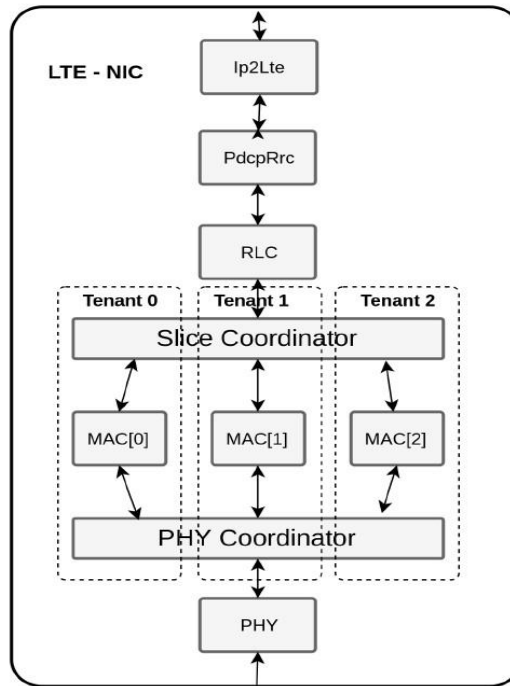 Ip2Lte
LTE - NIC
PdcpRrc
RLC
Tenant 0
Tenant 1
Tenant 2
Slice Coordinator
MAC[0]
MAC[1]
MAC[2]
PHY Coordinator
PHY